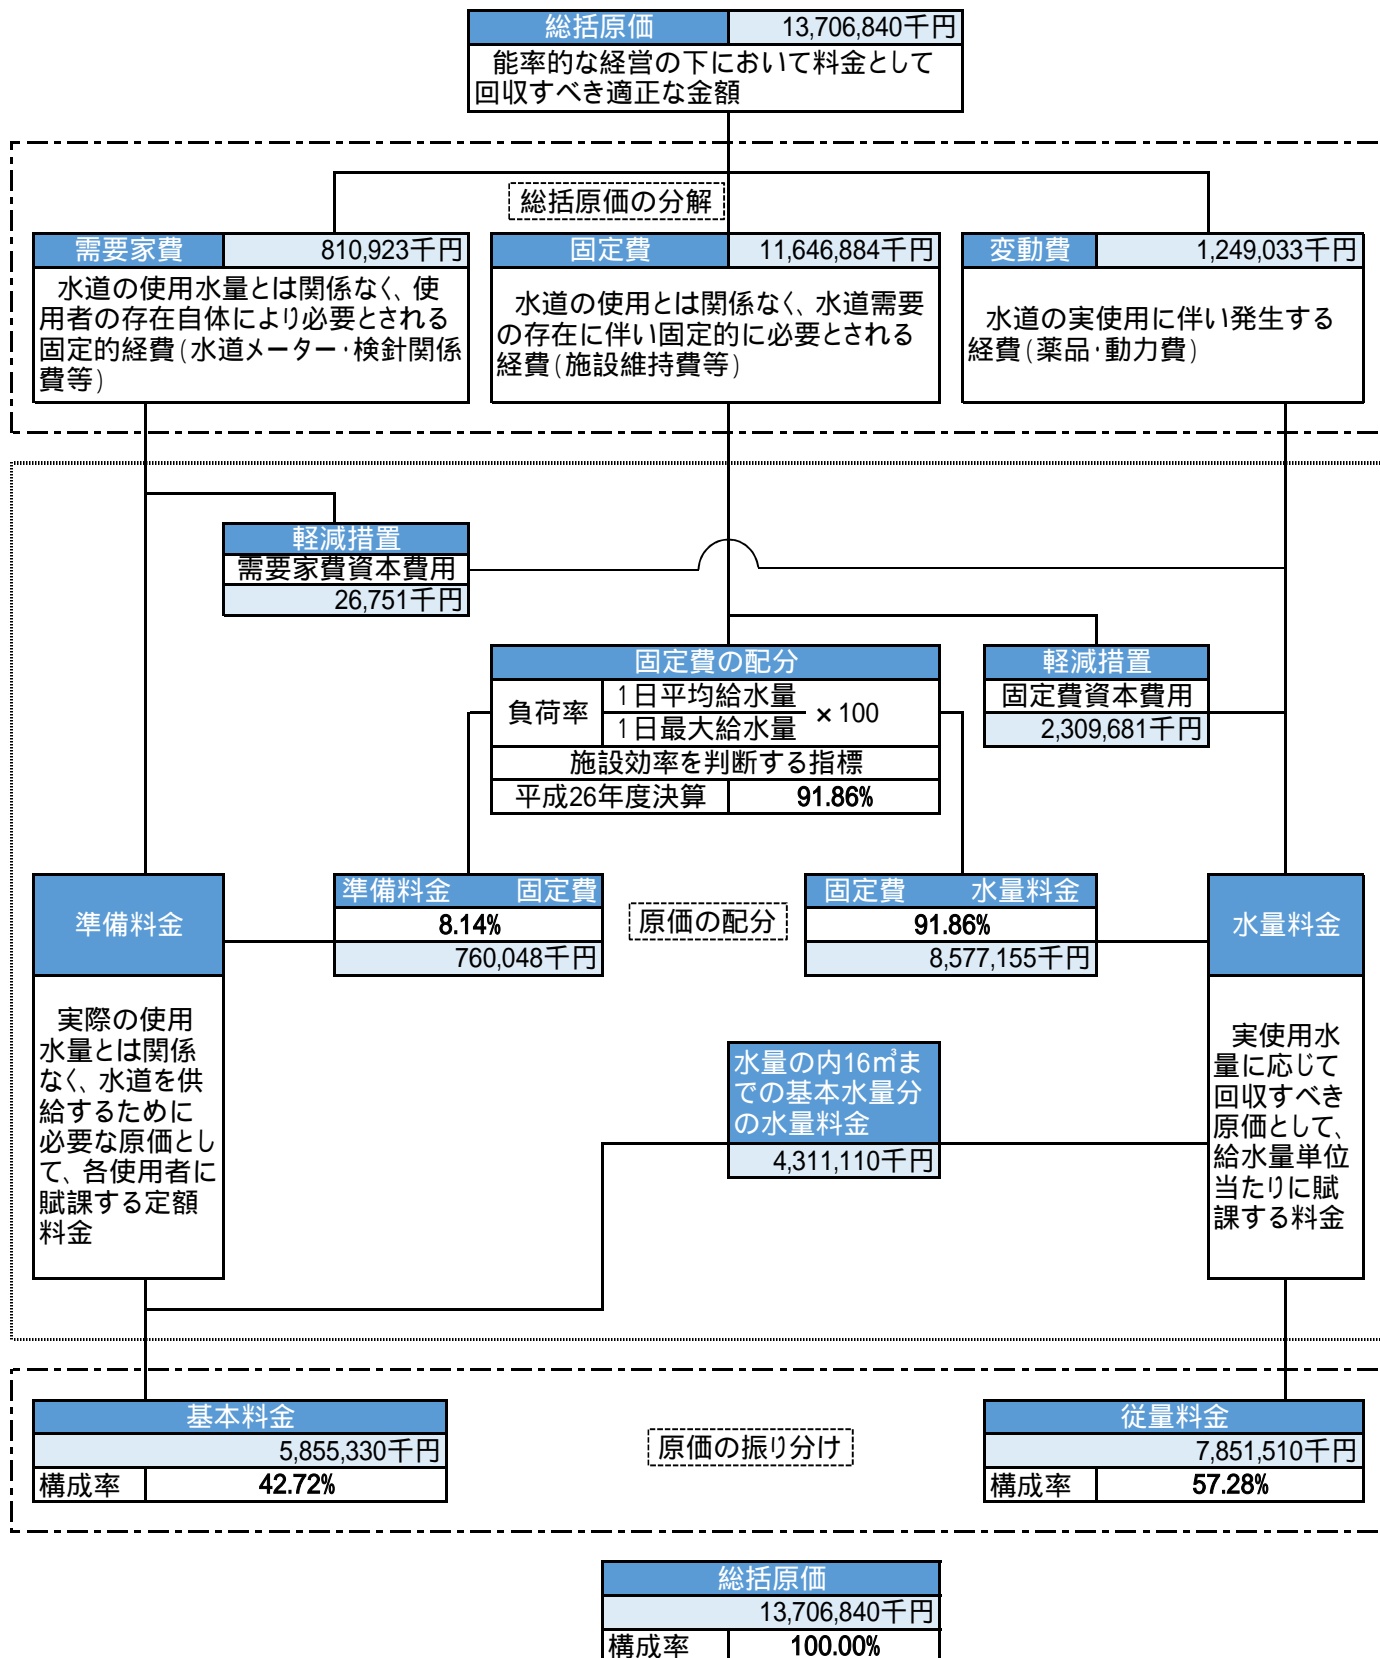 総括原価 13,706,840千円
能率的な経営の下において料金として
回収すべき適正な金額
総括原価の分解
需要家費 810,923千円
水道の使用水量とは関係なく、使
用者の存在自体により必要とされる
固定的経費(水道メーター・検針関係
費等)
固定費 11,646,884千円
水道の使用とは関係なく、水道需要
の存在に伴い固定的に必要とされる
経費(施設維持費等)
変動費 1,249,033千円
水道の実使用に伴い発生する
経費(薬品・動力費)
軽減措置
需要家費資本費用
26,751千円
固定費の配分
負荷率 1日平均給水量
1日最大給水量 ×100
施設効率を判断する指標
平成26年度決算 91.86%
軽減措置
固定費資本費用
2,309,681千円
準備料金
実際の使用
水量とは関係
なく、水道を供
給するために
必要な原価とし
て、各使用者に
賦課する定額
料金
準備料金 固定費
8.14%
760,048千円
原価の配分
固定費 水量料金
91.86%
8,577,155千円
水量の内16㎥ま
での基本水量分
の水量料金
4,311,110千円
水量料金
実使用水
量に応じて
回収すべき
原価として、
給水量単位
当たりに賦
課する料金
基本料金
5,855,330千円
構成率 42.72%
原価の振り分け
従量料金
7,851,510千円
構成率 57.28%
総括原価
13,706,840千円
構成率 100.00%